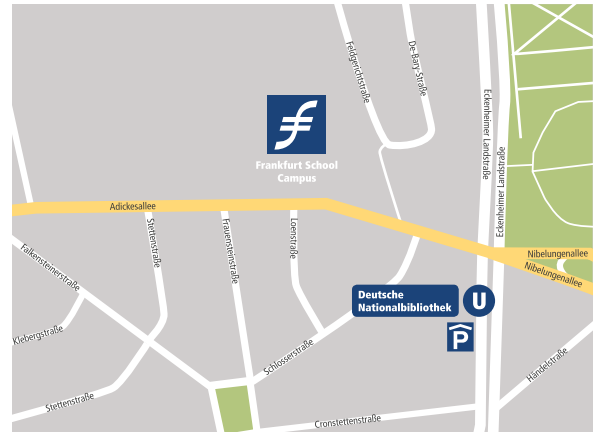 Feldgerichtstraße
De-Bary-Straße
Eckenheimer Landstraße
Eckenheimer Landstraße
Frankfurt School
Campus
Adickesallee
Stettenstraße
Frauensteinstraße
Loenstraße
Falkensteinerstraße
Nibelungenallee
Nibelungenallee
Deutsche
Nationalbibliothek
U
P
Klebergstraße
Schlosserstraße
Händelstraße
Stettenstraße
Cronstettenstraße